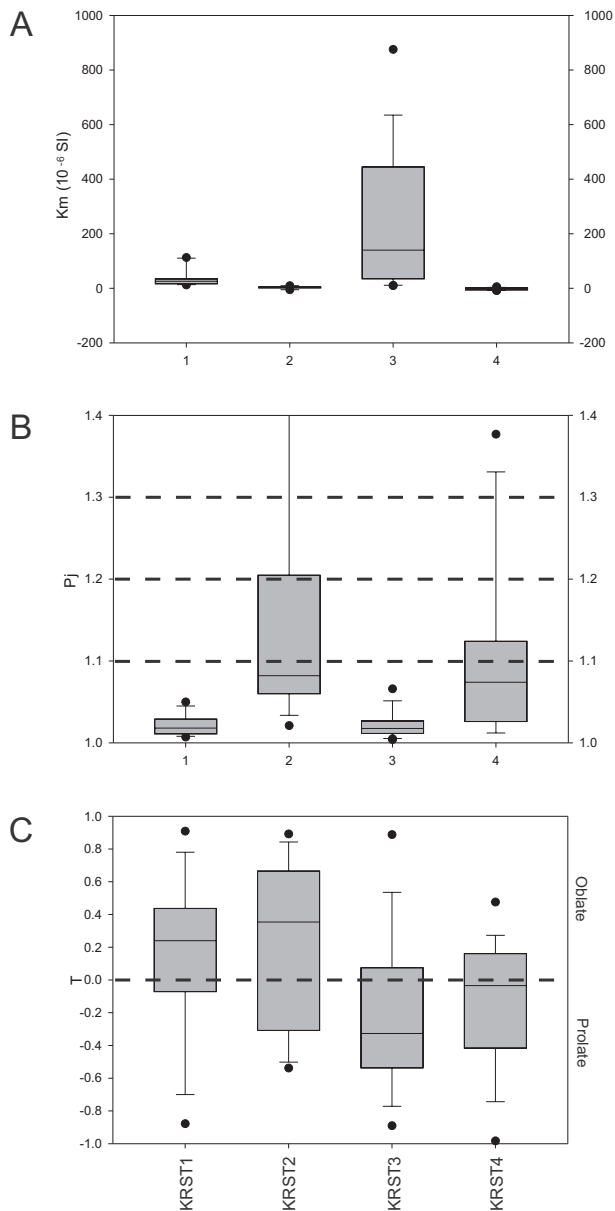 A
Km (10 -6 SI)
1000 1000
800 800
600 600
400 400
200 200
0 0
-200 -200
1 2 3 4
B
Pj
1.4 1.4
1.3 1.3
1.2 1.2
1.1 1.1
1.0 1.0
1 2 3 4
C
T
1.0
0.8
0.6
0.4
0.2
0.0
-0.2
-0.4
-0.6
-0.8
-1.0
Oblate
Prolate
KRST1 KRST2 KRST3 KRST4